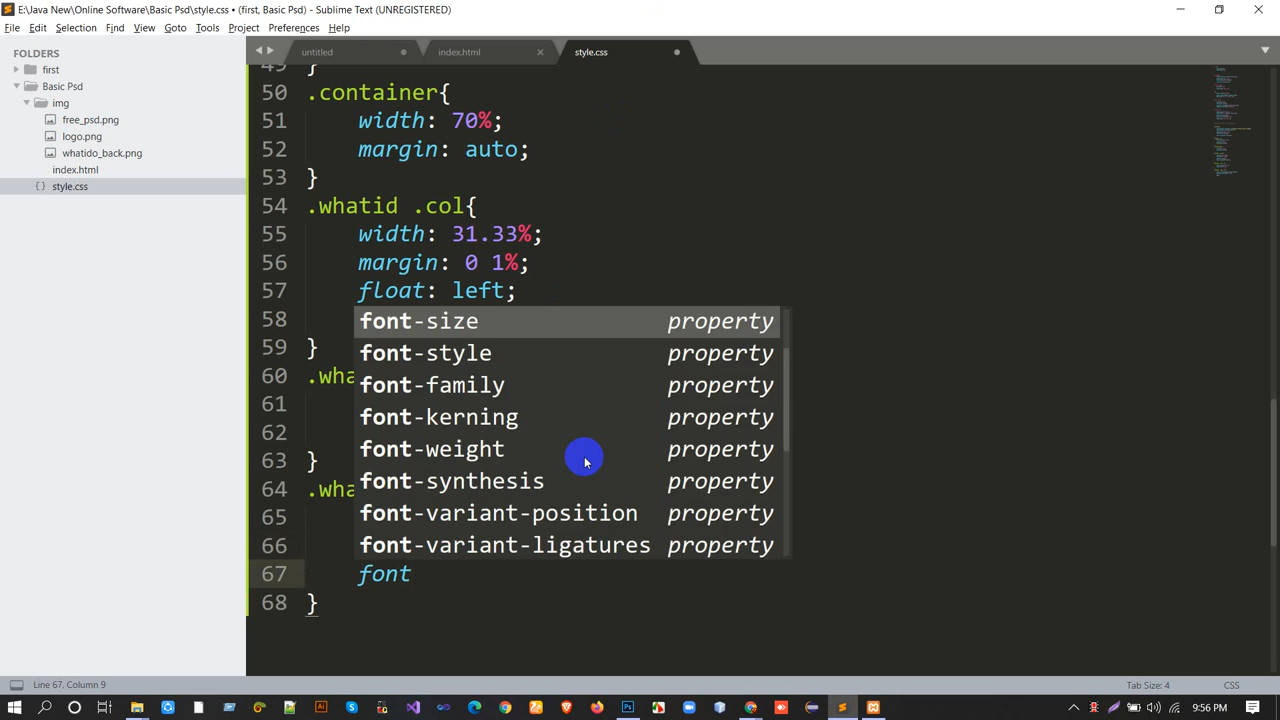 E:\Java New\Online Software\Basic Psd\style.css • (first, Basic Psd) - Sublime Text (UNREGISTERED)
File Edit Selection Find View Goto Tools Project Preferences Help
FOLDERS
first
Basic Psd
img
free_psd.png
logo.png
whatido_back.png
index.html
style.css
untitled
index.html
style.css
49 }
50 .container{
51 width: 70%;
52 margin: auto;
53 }
54 .whatid .col{
55 width: 31.33%;
56 margin: 0 1%;
57 float: left;
58
59 }
60 .wha
61
62
63 }
64 .wha
65
66
67 font
68 }
font-size property
font-style property
font-family property
font-kerning property
font-weight property
font-synthesis property
font-variant-position property
font-variant-ligatures property
Line 67, Column 9
Tab Size: 4
CSS
9:56 PM